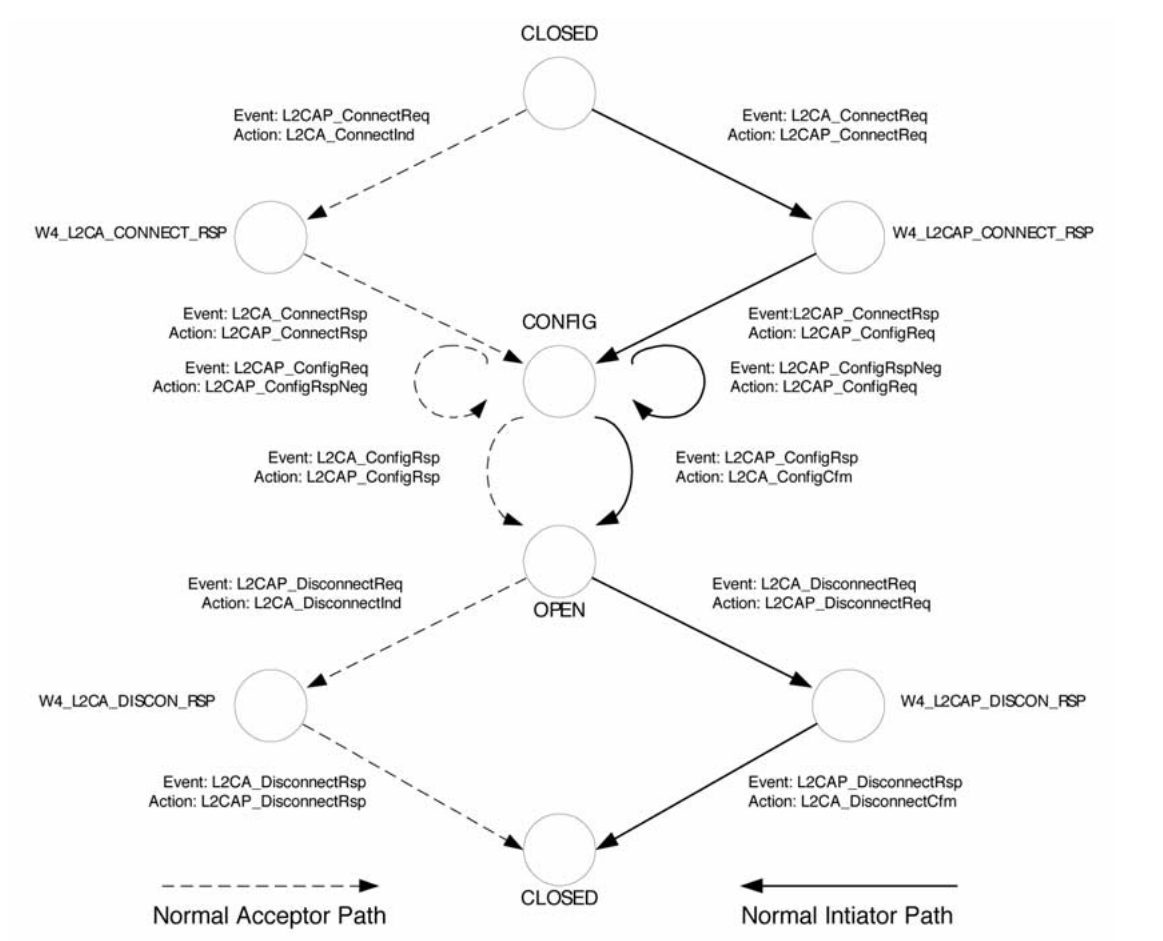 CLOSED
Event: L2CAP_ConnectReq
Action: L2CA_ConnectInd
Event: L2CA_ConnectReq
Action: L2CAP_ConnectReq
W4_L2CA_CONNECT_RSP
W4_L2CAP_CONNECT_RSP
Event: L2CA_ConnectRsp
Action: L2CAP_ConnectRsp
CONFIG
Event:L2CAP_ConnectRsp
Action: L2CAP_ConfigReq
Event: L2CAP_ConfigReq
Action: L2CAP_ConfigRspNeg
Event: L2CAP_ConfigRspNeg
Action: L2CAP_ConfigReq
Event: L2CA_ConfigRsp
Action: L2CAP_ConfigRsp
Event: L2CAP_ConfigRsp
Action: L2CA_ConfigCfm
Event: L2CAP_DisconnectReq
Action: L2CA_DisconnectInd
OPEN
Event: L2CA_DisconnectReq
Action: L2CAP_DisconnectReq
W4_L2CA_DISCON_RSP
W4_L2CAP_DISCON_RSP
Event: L2CA_DisconnectRsp
Action: L2CAP_DisconnectRsp
Event: L2CAP_DisconnectRsp
Action: L2CA_DisconnectCfm
CLOSED
Normal Acceptor Path
Normal Intiator Path